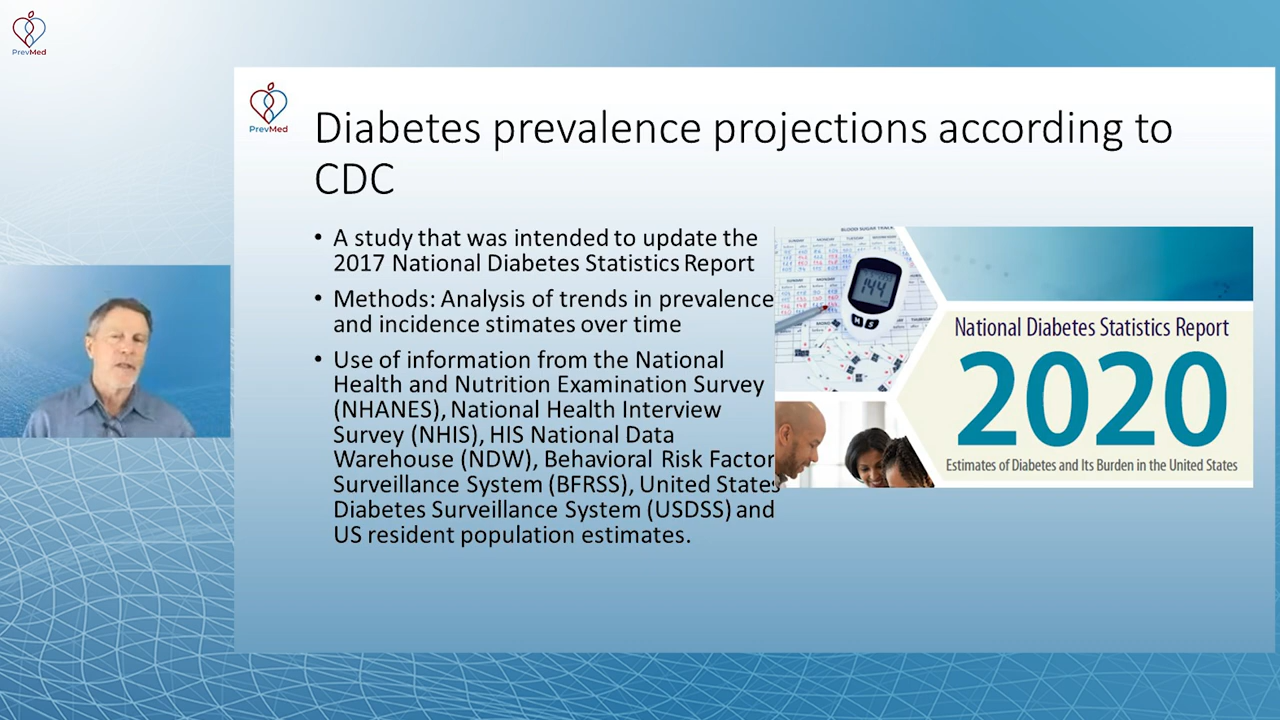 PrevMed
PrevMed
Diabetes prevalence projections according to
CDC
• A study that was intended to update the
2017 National Diabetes Statistics Report
• Methods: Analysis of trends in prevalence
and incidence stimates over time
• Use of information from the National
Health and Nutrition Examination Survey
(NHANES), National Health Interview
Survey (NHIS), HIS National Data
Warehouse (NDW), Behavioral Risk Factor
Surveillance System (BFRSS), United States
Diabetes Surveillance System (USDSS) and
US resident population estimates.
BLOOD SUGAR TRACK
SUNDAY MONDAY TUESDAY
144
M S
National Diabetes Statistics Report
2020
Estimates of Diabetes and Its Burden in the United States